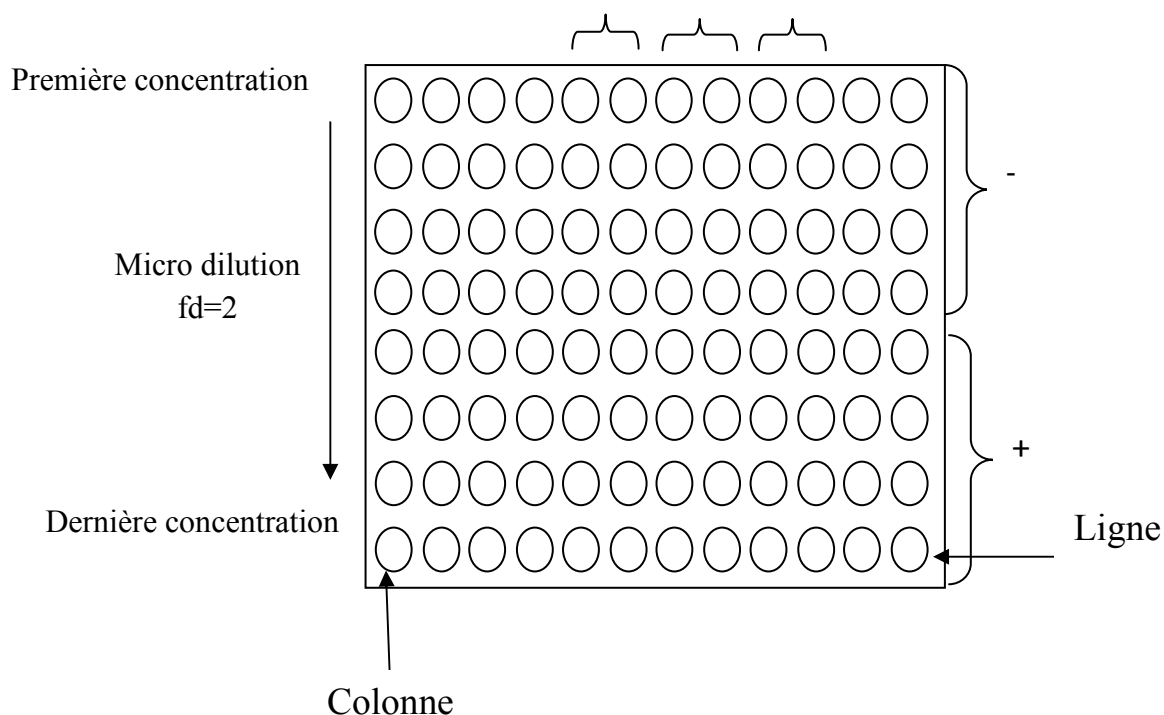 Première concentration
-
Micro dilution
fd=2
+
Dernière concentration
Ligne
Colonne